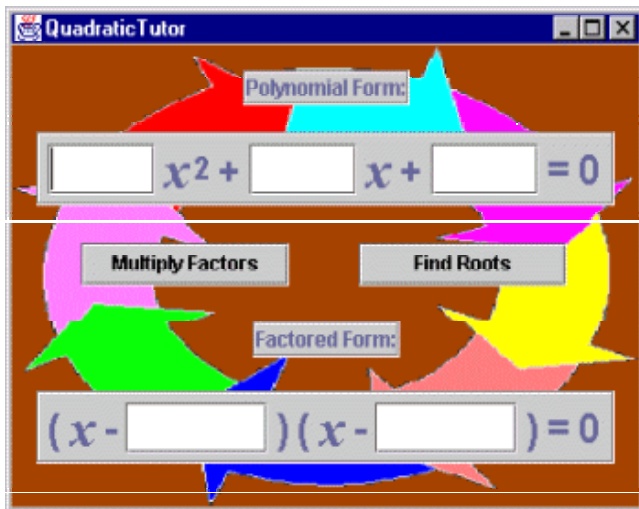 QuadraticTutor
Polynomial Form:
x2 + x + = 0
Multiply Factors Find Roots
Factored Form:
( x - ) ( x - ) = 0